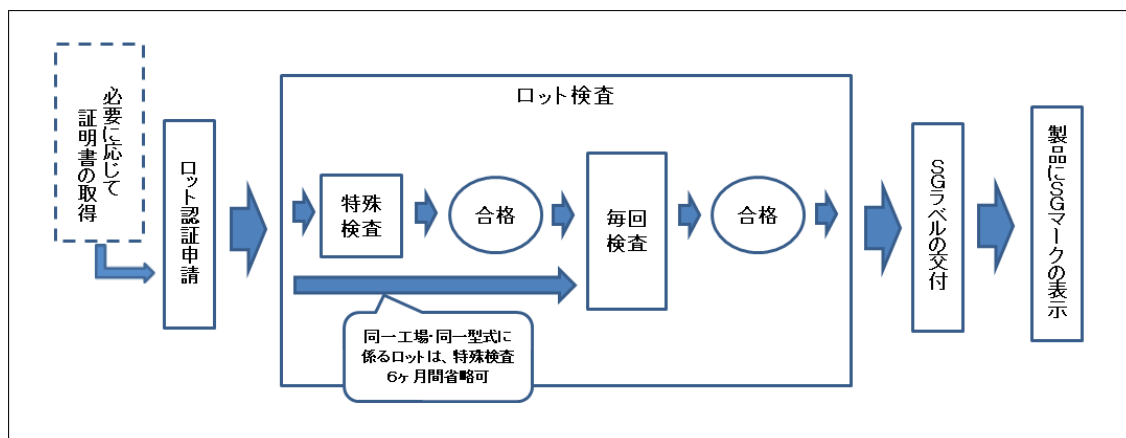 必要に応じて
証明書の取得
ロット認証申請
ロット検査
特殊
検査
合格
毎回
検査
合格
同一工場・同一型式に
係るロットは、特殊検査
6ヶ月間省略可
SGラベルの交付
製品にSGマークの表示